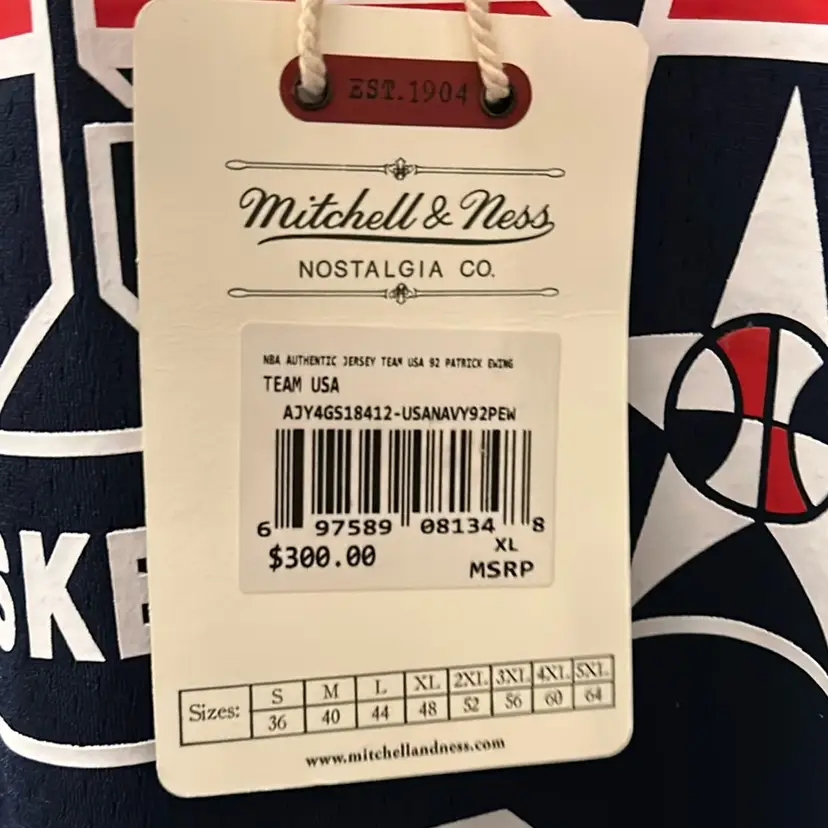 EST.1904
Mitchell & Ness
NOSTALGIA CO.
NBA AUTHENTIC JERSEY TEAM USA 92 PATRICK EWING
TEAM USA
AJY4GS18412-USANAVY92PEW
6 97589 08134 8
XL
$300.00
MSRP
SKE
Sizes: S M L XL 2XL 3XL 4XL 5XL
36 40 44 48 52 56 60 64
www.mitchellandness.com